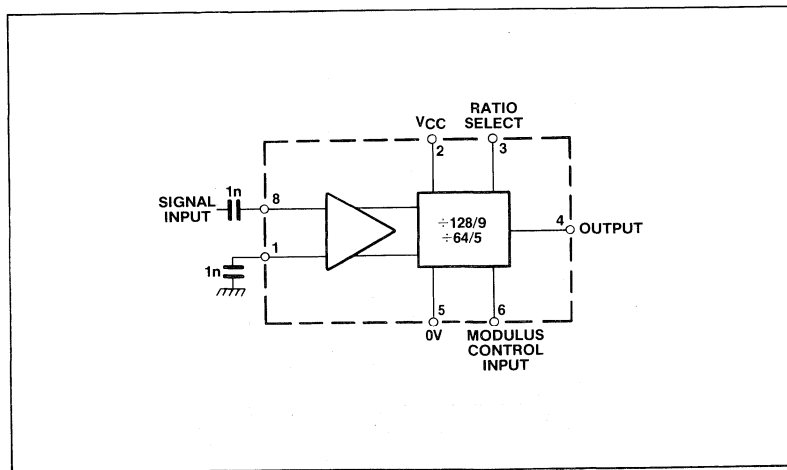 VCC
2
RATIO
SELECT
3
SIGNAL
INPUT
1n
8
÷128/9
÷64/5
4
OUTPUT
1
1n
5
0V
6
MODULUS
CONTROL
INPUT